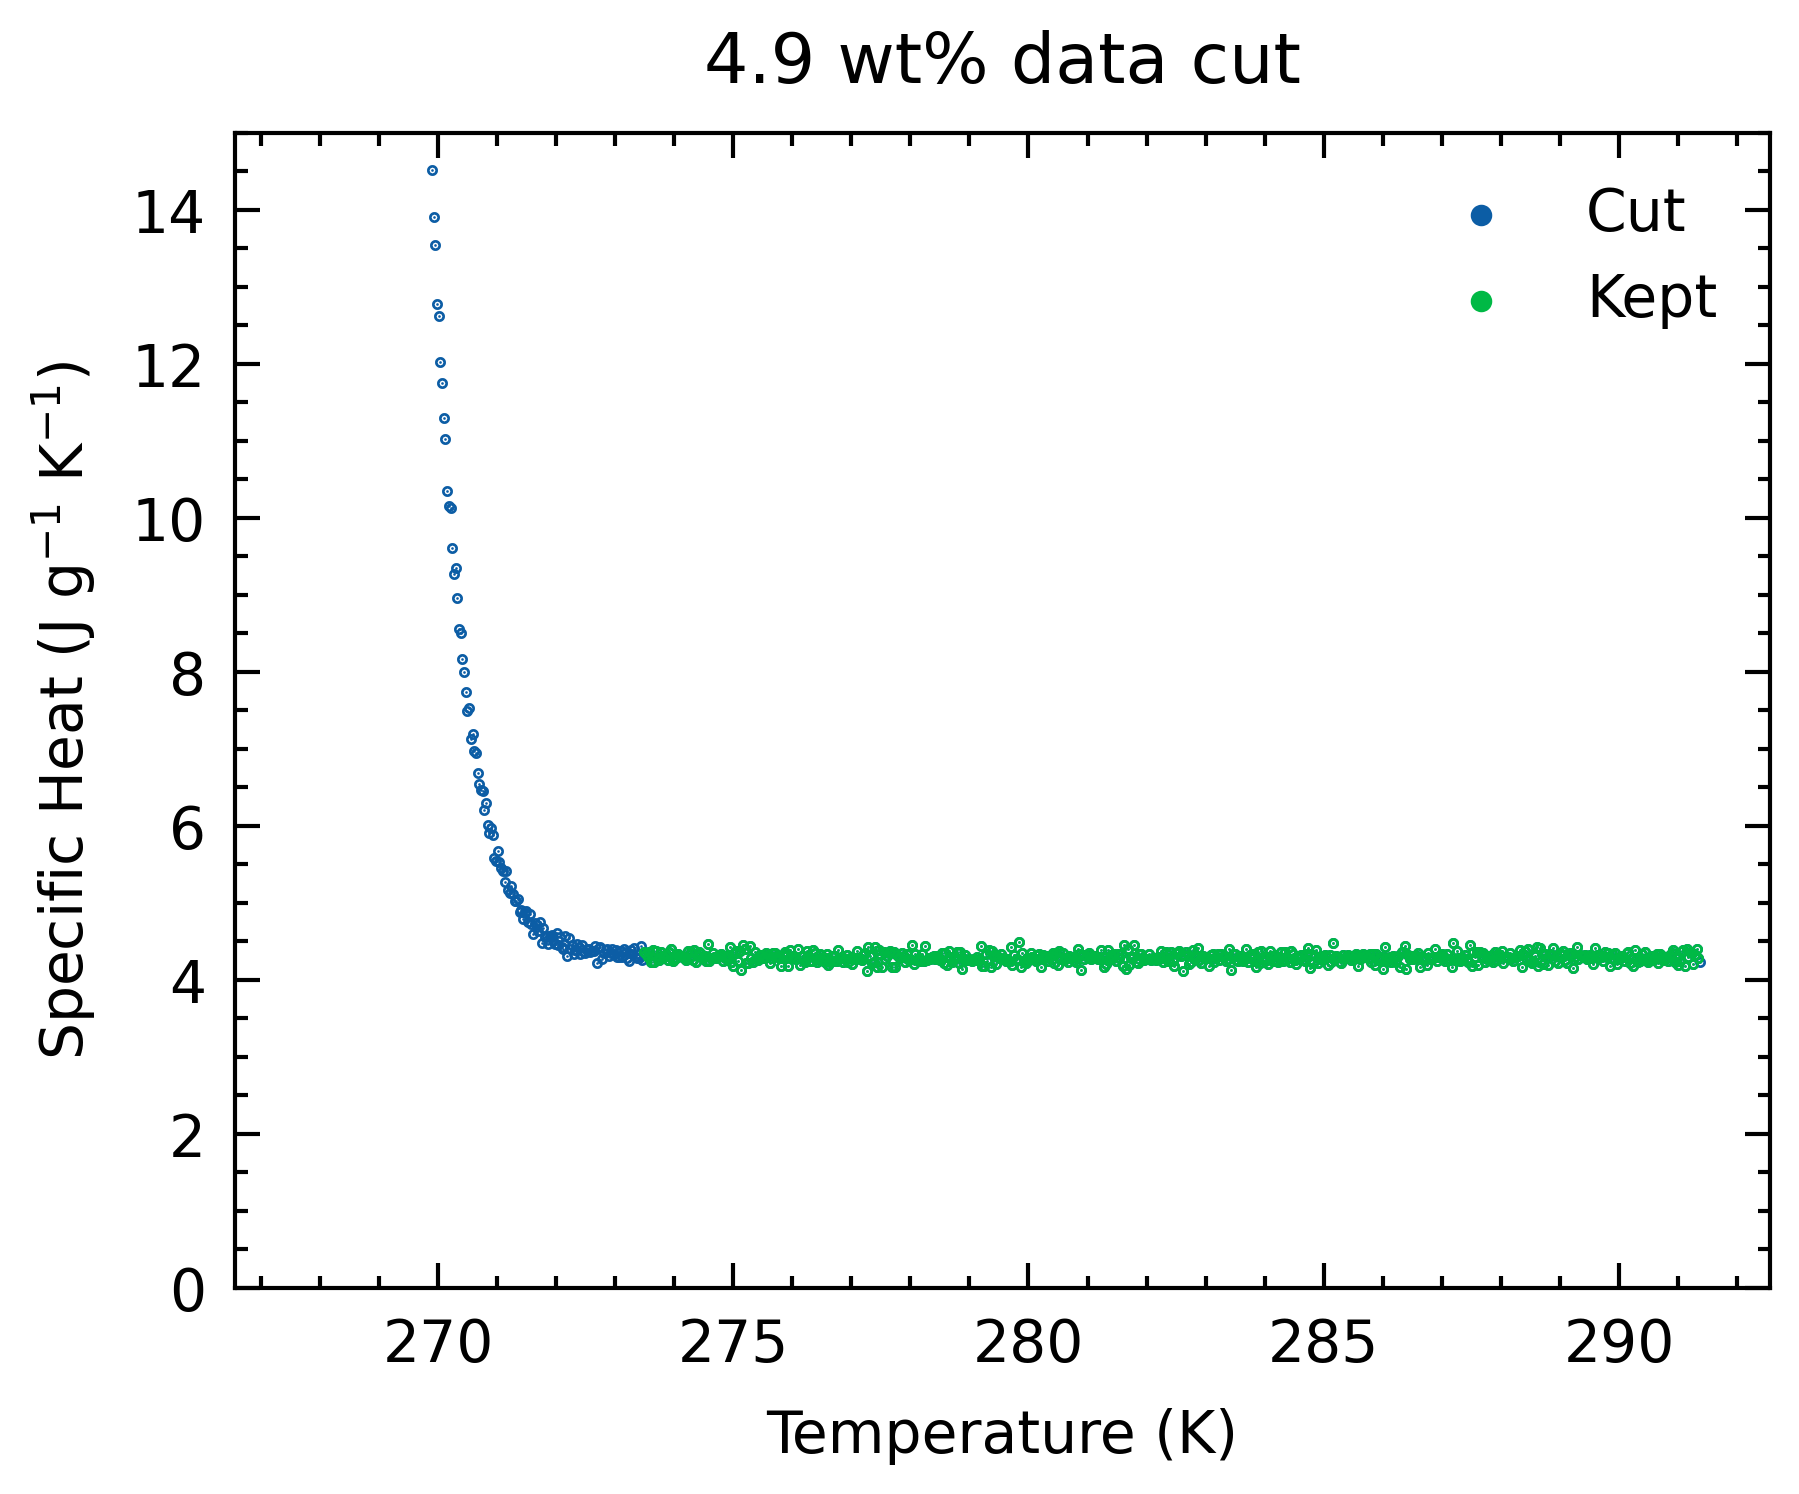 4.9 wt% data cut
Cut
Kept
14
12
10
8
6
4
2
0
Specific Heat (J g⁻¹ K⁻¹)
270 275 280 285 290
Temperature (K)